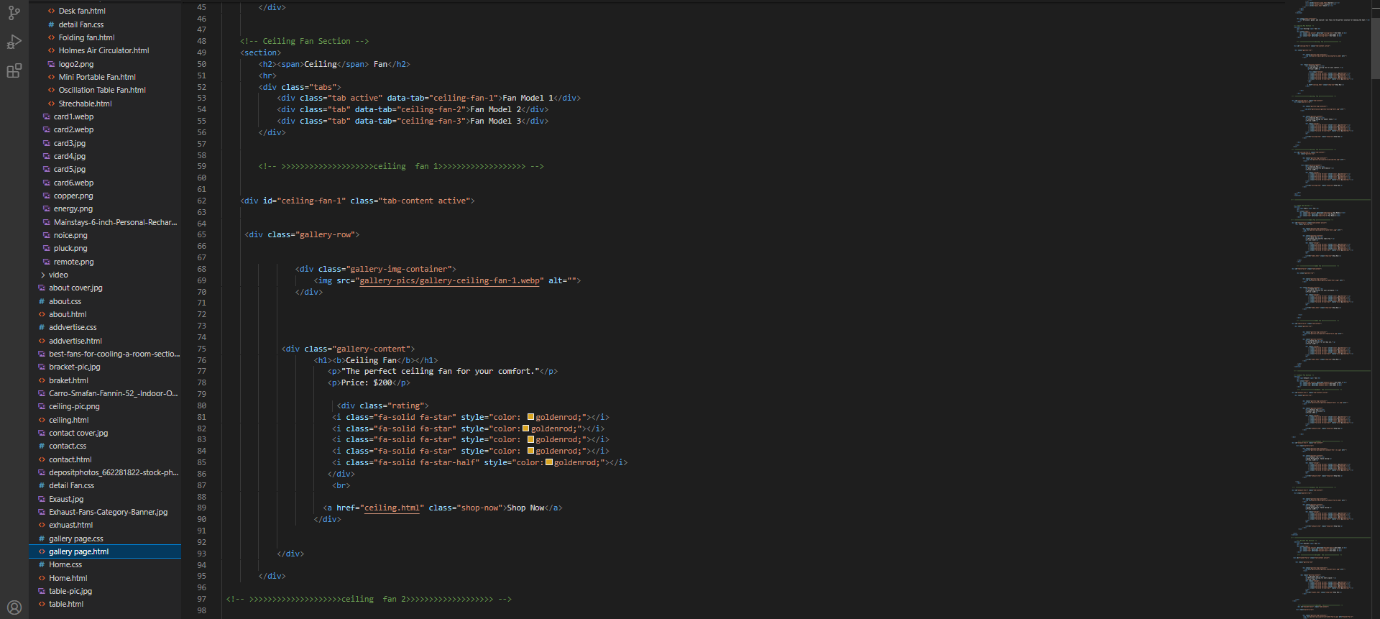 Desk fan.html
# detail Fan.css
Folding fan.html
Holmes Air Circulator.html
logo2.png
Mini Portable Fan.html
Oscillation Table Fan.html
Strechable.html
card1.webp
card2.webp
card3.jpg
card4.jpg
card5.jpg
card6.webp
copper.png
energy.png
Mainstays-6-inch-Personal-Rechar...
noice.png
pluck.png
remote.png
video
about cover.jpg
# about.css
about.html
# addvertise.css
addvertise.html
best-fans-for-cooling-a-room-sectio...
bracket-pic.jpg
braket.html
Carro-Smafan-Fannin-52_-Indoor-O...
ceiling-pic.png
ceiling.html
contact cover.jpg
# contact.css
contact.html
depositphotos_662281822-stock-ph...
# detail Fan.css
Exaust.jpg
Exhaust-Fans-Category-Banner.jpg
exhuast.html
# gallery page.css
gallery page.html
# Home.css
Home.html
table-pic.jpg
table.html
45 </div>
46
47
48 <!-- Ceiling Fan Section -->
49 <section>
50 <h2><span>Ceiling</span> Fan</h2>
51 <hr>
52 <div class="tabs">
53 <div class="tab active" data-tab="ceiling-fan-1">Fan Model 1</div>
54 <div class="tab" data-tab="ceiling-fan-2">Fan Model 2</div>
55 <div class="tab" data-tab="ceiling-fan-3">Fan Model 3</div>
56 </div>
57
58
59 <!-- >>>>>>>>>>>>>>>>>>>>ceiling  fan 1>>>>>>>>>>>>>>>>>>> -->
60
61
62 <div id="ceiling-fan-1" class="tab-content active">
63
64
65 <div class="gallery-row">
66
67
68 <div class="gallery-img-container">
69 <img src="gallery-pics/gallery-ceiling-fan-1.webp" alt="">
70 </div>
71
72
73
74
75 <div class="gallery-content">
76 <h1><b>Ceiling Fan</b></h1>
77 <p>"The perfect ceiling fan for your comfort."</p>
78 <p>Price: $200</p>
79
80 <div class="rating">
81 <i class="fa-solid fa-star" style="color: goldenrod;"></i>
82 <i class="fa-solid fa-star" style="color:goldenrod;"></i>
83 <i class="fa-solid fa-star" style="color: goldenrod;"></i>
84 <i class="fa-solid fa-star" style="color: goldenrod;"></i>
85 <i class="fa-solid fa-star-half" style="color:goldenrod;"></i>
86 </div>
87 <br>
88
89 <a href="ceiling.html" class="shop-now">Shop Now</a>
90 </div>
91
92
93 </div>
94
95 </div>
96
97 <!-- >>>>>>>>>>>>>>>>>>>>ceiling  fan 2>>>>>>>>>>>>>>>>>>> -->
98